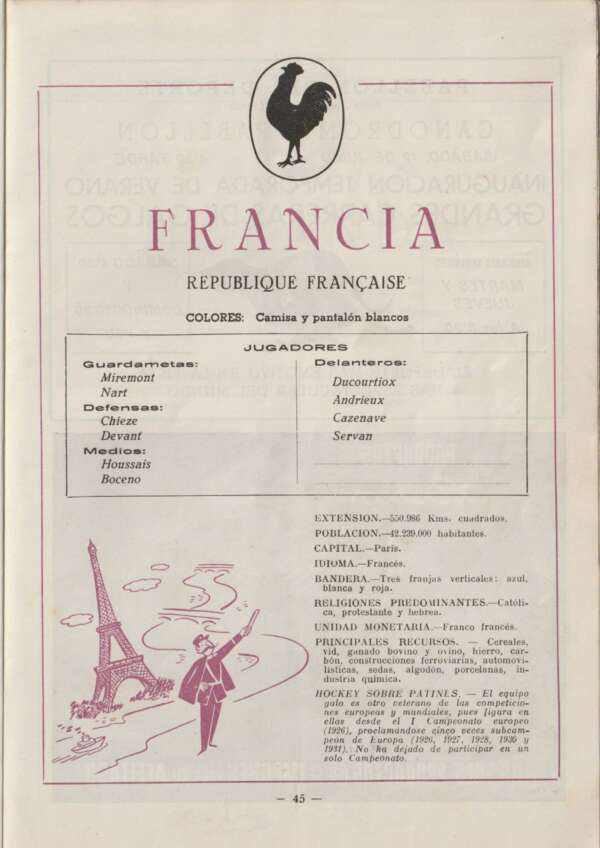 FRANCIA
REPUBLIQUE FRANÇAISE
COLORES: Camisa y pantalón blancos
JUGADORES
Guardametas:
Miremont
Nart
Defensas:
Chieze
Devant
Medios:
Houssais
Boceno
Delanteros:
Ducourtiox
Andrieux
Cazenave
Servan
EXTENSION.—550.986 Kms. cuadrados.
POBLACION.—42.239.000 habitantes.
CAPITAL.—París.
IDIOMA.—Francés.
BANDERA.—Tres franjas verticales: azul,
blanca y roja.
RELIGIONES PREDOMINANTES.—Católi-
ca, protestante y hebrea.
UNIDAD MONETARIA.—Franco francés.
PRINCIPALES RECURSOS. — Cereales,
vid, ganado bovino y ovino, hierro, car-
bón, construcciones ferroviarias, automovi-
lísticas, sedas, algodón, porcelanas, in-
dustria química.
HOCKEY SOBRE PATINES. — El equipo
galo es otro veterano de las competicio-
nes europeas y mundiales, pues figura en
ellas desde el I Campeonato europeo
(1926), proclamándose cinco veces subcam-
peón de Europa (1926, 1927, 1928, 1930 y
1931). No ha dejado de participar en un
solo Campeonato.
— 45 —